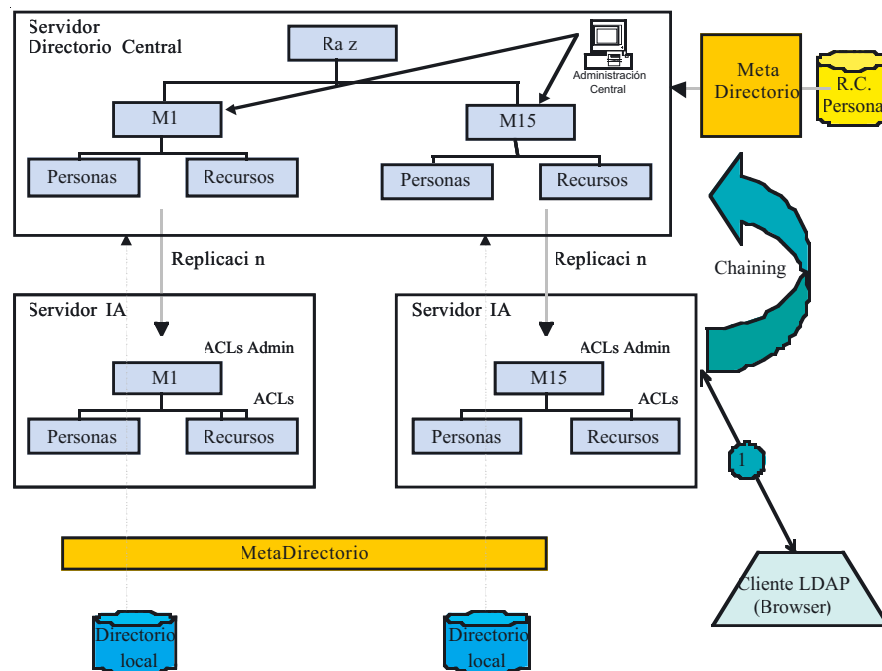 Servidor
Directorio Central
Ra z
Administración
Central
M1
M15
Personas
Recursos
Personas
Recursos
Meta
Directorio
R.C.
Persona
Replicaci n
Replicaci n
Chaining
Servidor IA
ACLs Admin
M1
ACLs
Personas
Recursos
Servidor IA
ACLs Admin
M15
ACLs
Personas
Recursos
1
MetaDirectorio
Cliente LDAP
(Browser)
Directorio
local
Directorio
local